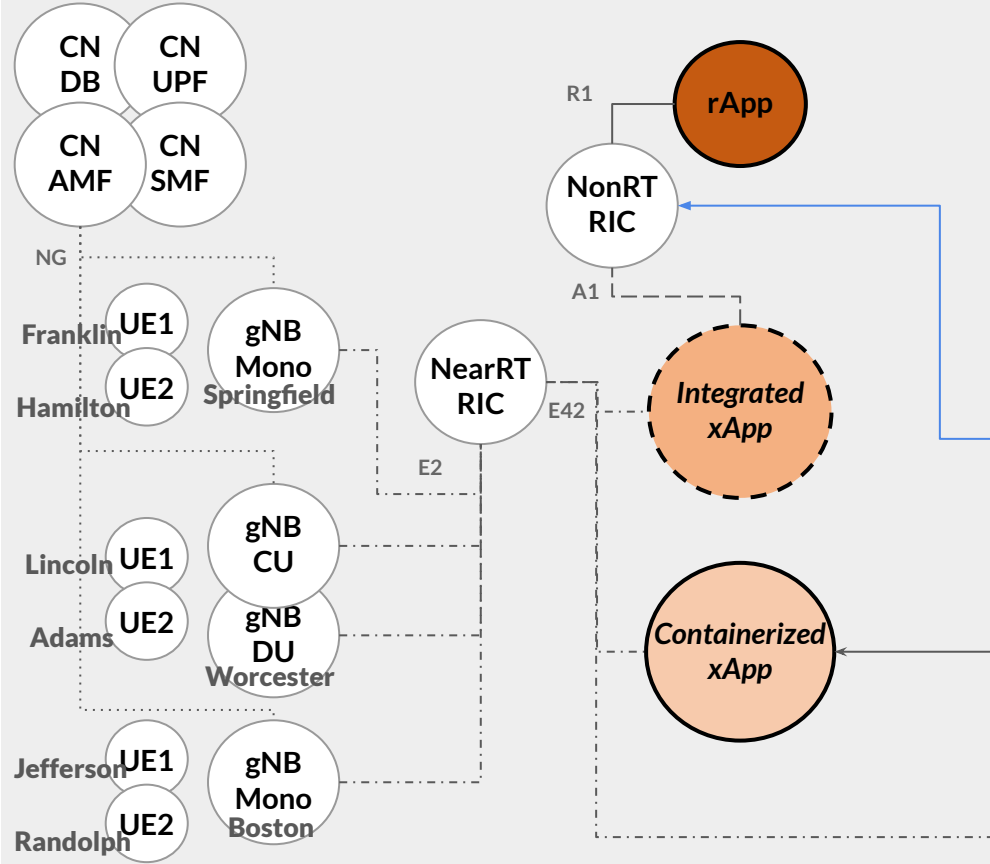 CN
DB
CN
UPF
CN
AMF
CN
SMF
R1
rApp
NonRT
RIC
NG
A1
Franklin
UE1
Hamilton
UE2
gNB
Mono
Springfield
NearRT
RIC
E42
E2
Integrated
xApp
Lincoln
UE1
Adams
UE2
gNB
CU
gNB
DU
Worcester
Containerized
xApp
Jefferson
UE1
Randolph
UE2
gNB
Mono
Boston